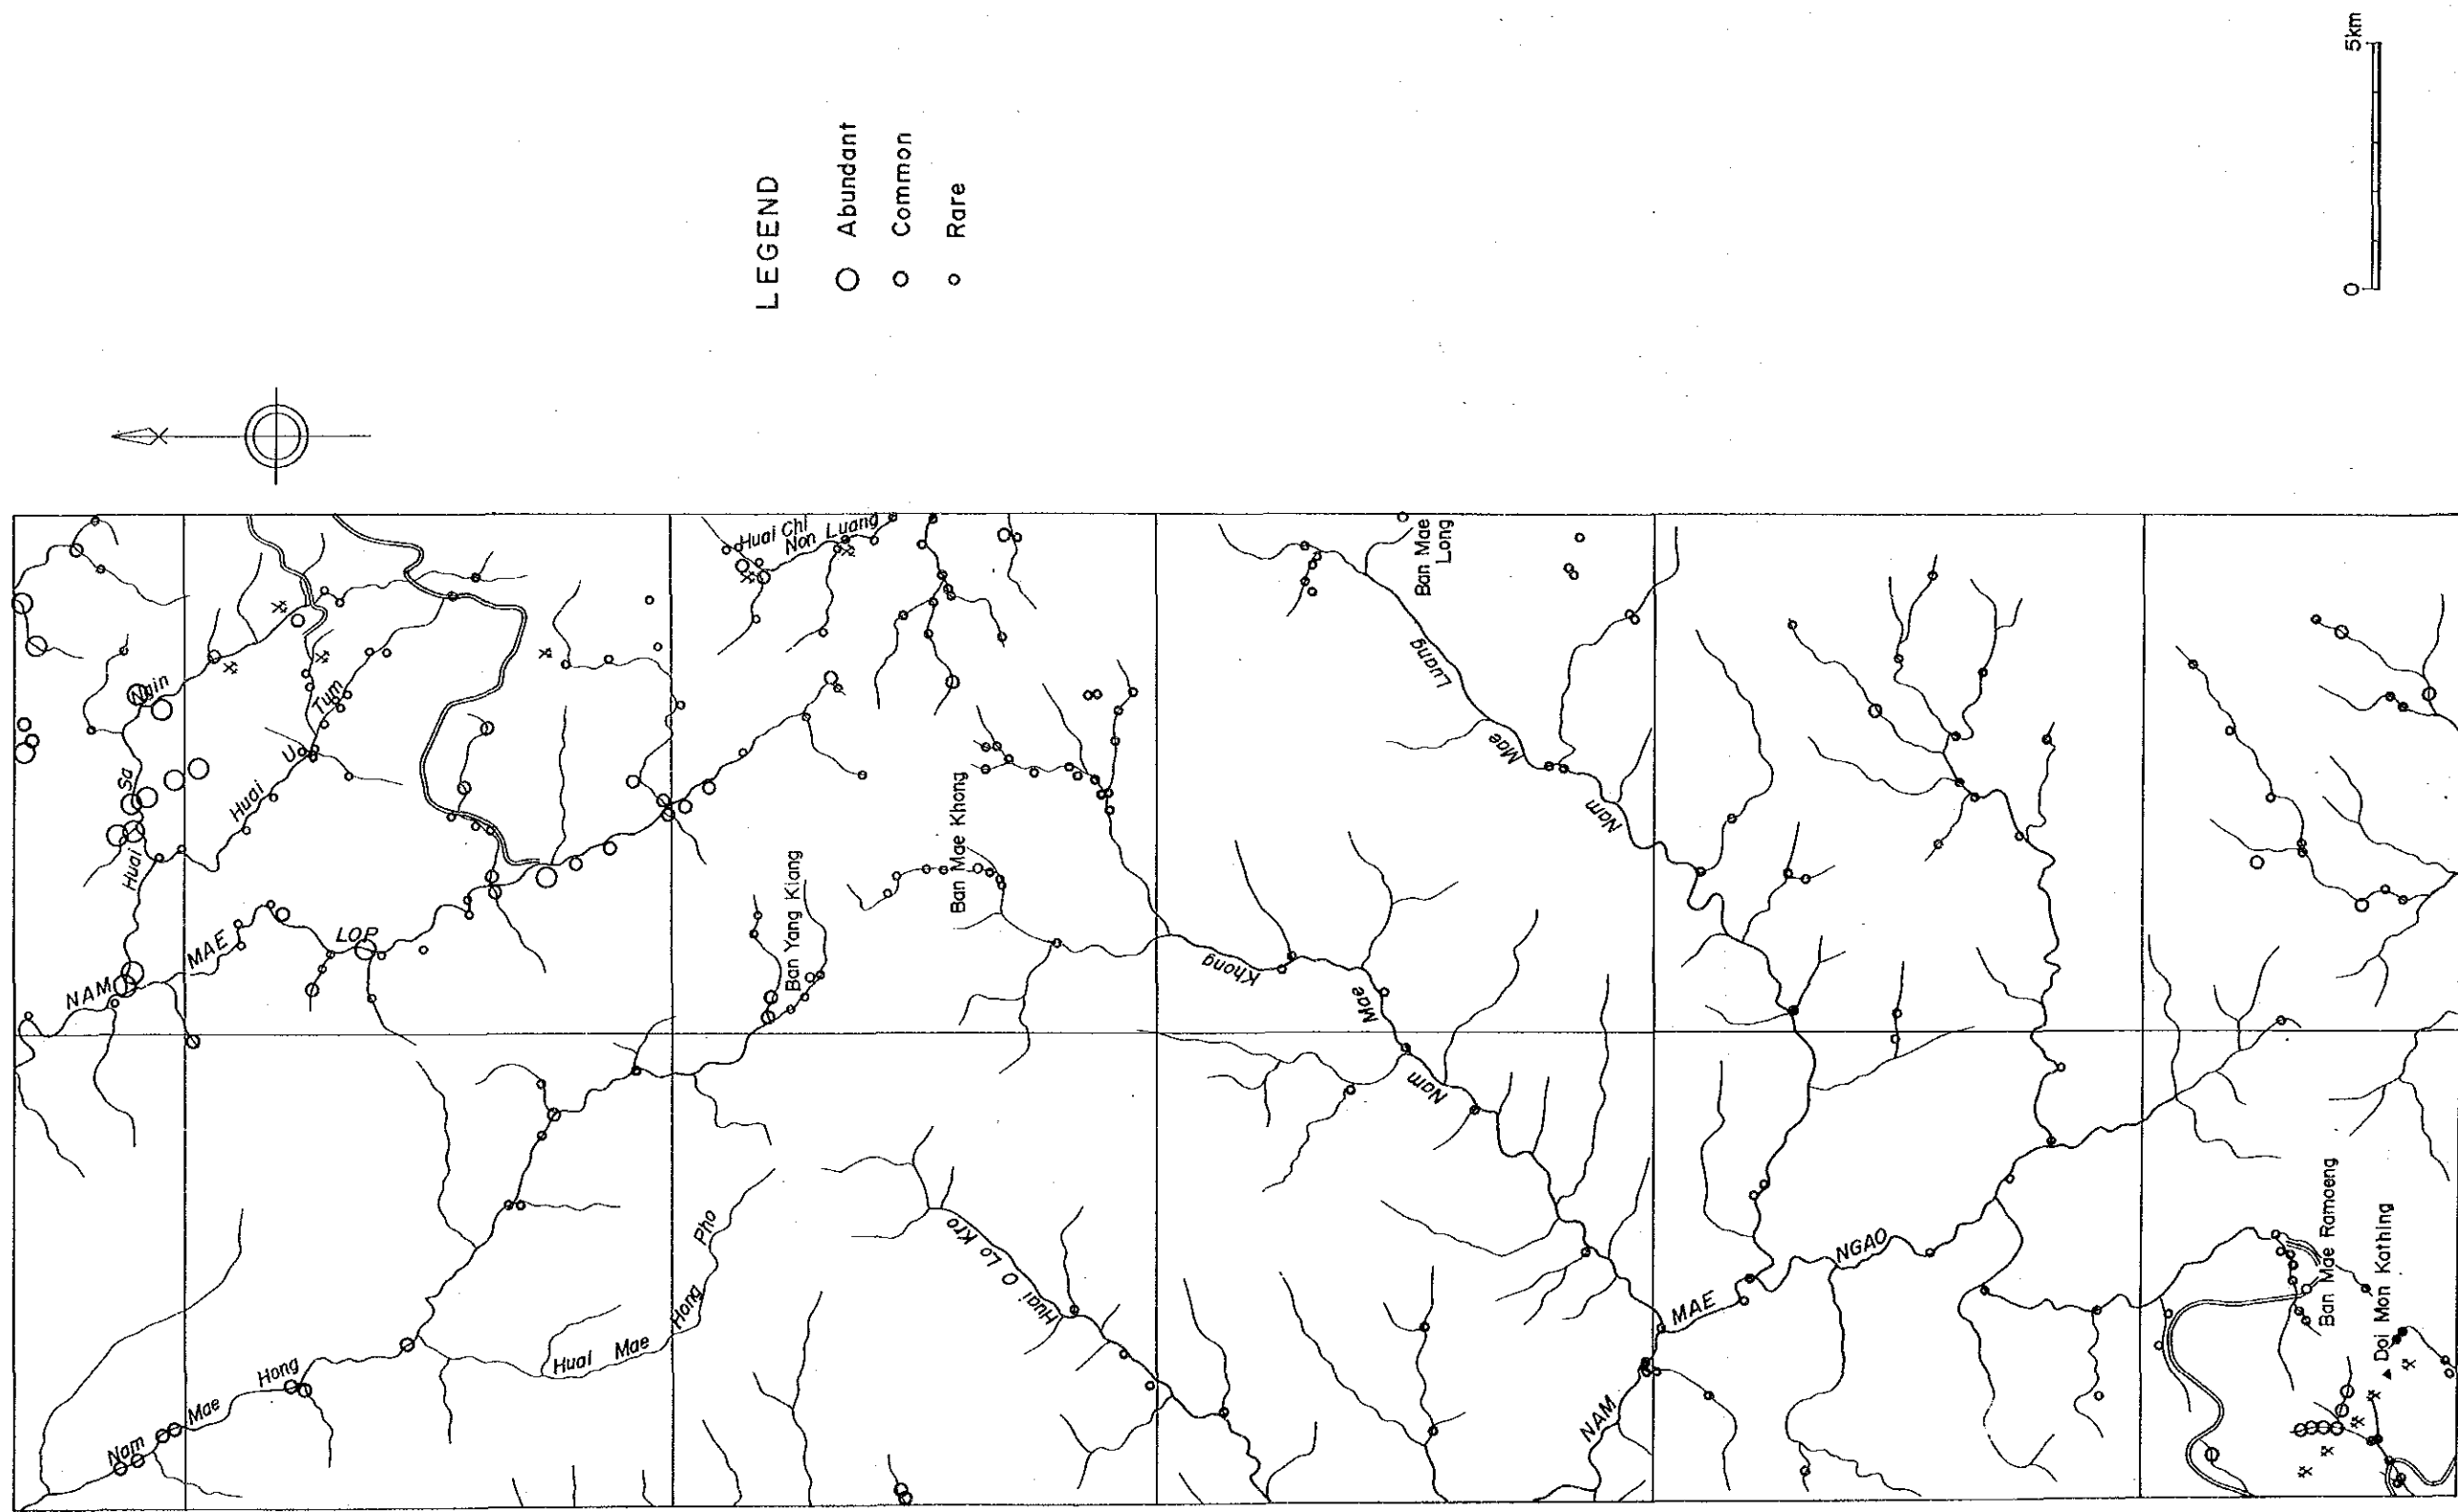 LEGEND
Abundant
Common
Rare
0
5km
NAM
MAE
LOP
Huai
Sa
Ngin
Huai
U
Tum
Nam
Mae
Hong
Huai Mae
Hong
Pho
Huai Chi
Non Luang
Ban Yang Kiang
Ban Mae Khong
Huai O Lo Kro
Nam
Mae
Khong
Nam
Mae
Luang
Ban Mae
Long
NAM
MAE
NGAO
Ban Mae Ramoeng
Doi Mon Kathing